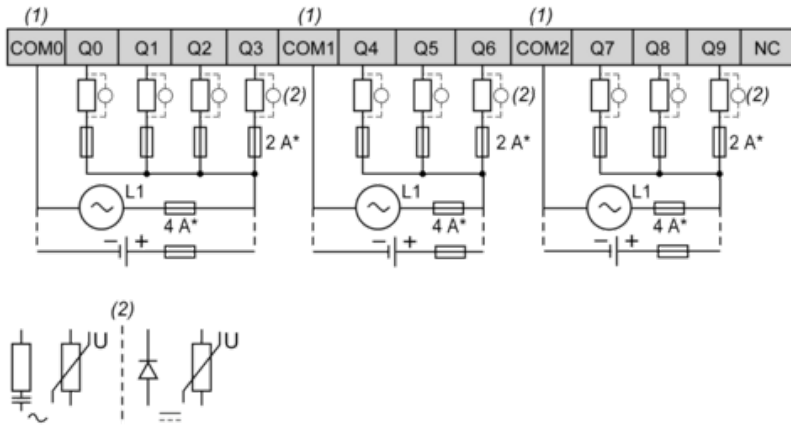 (1) (1) (1)
COM0 Q0 Q1 Q2 Q3 COM1 Q4 Q5 Q6 COM2 Q7 Q8 Q9 NC
(2) (2) (2)
2 A* 2 A* 2 A*
L1 L1 L1
4 A* 4 A* 4 A*
− + − + − +
(2)
U U